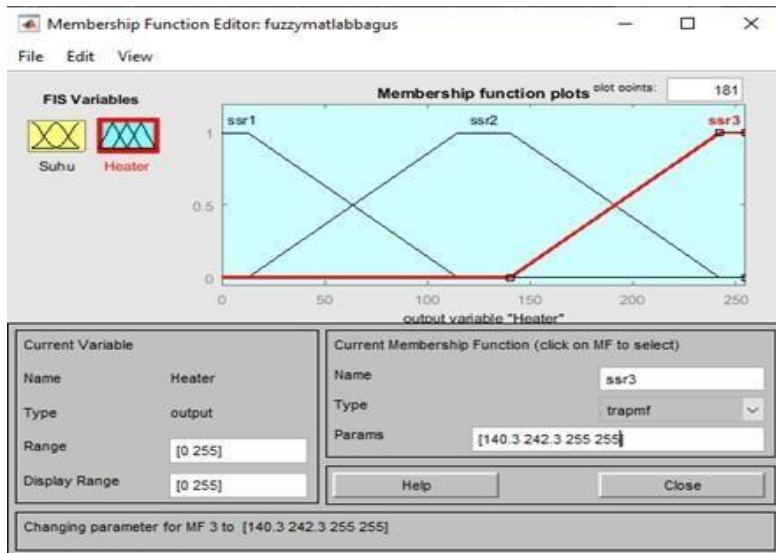 Membership Function Editor: fuzzymatlabbagus
File Edit View
FIS Variables
Suhu
Heater
Membership function plots
plot points:
181
ssr1
ssr2
ssr3
1
0.5
0
0 50 100 150 200 250
output variable "Heater"
Current Variable
Name Heater
Type output
Range [0 255]
Display Range [0 255]
Current Membership Function (click on MF to select)
Name ssr3
Type trapmf
Params [140.3 242.3 255 255]
Help
Close
Changing parameter for MF 3 to [140.3 242.3 255 255]